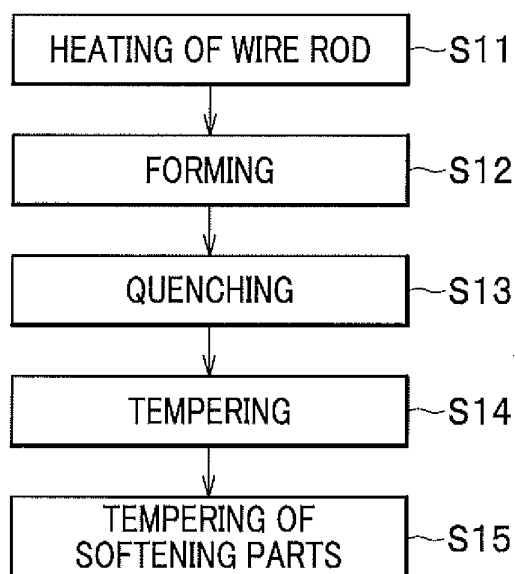 HEATING OF WIRE ROD S11
FORMING S12
QUENCHING S13
TEMPERING S14
TEMPERING OF
SOFTENING PARTS S15